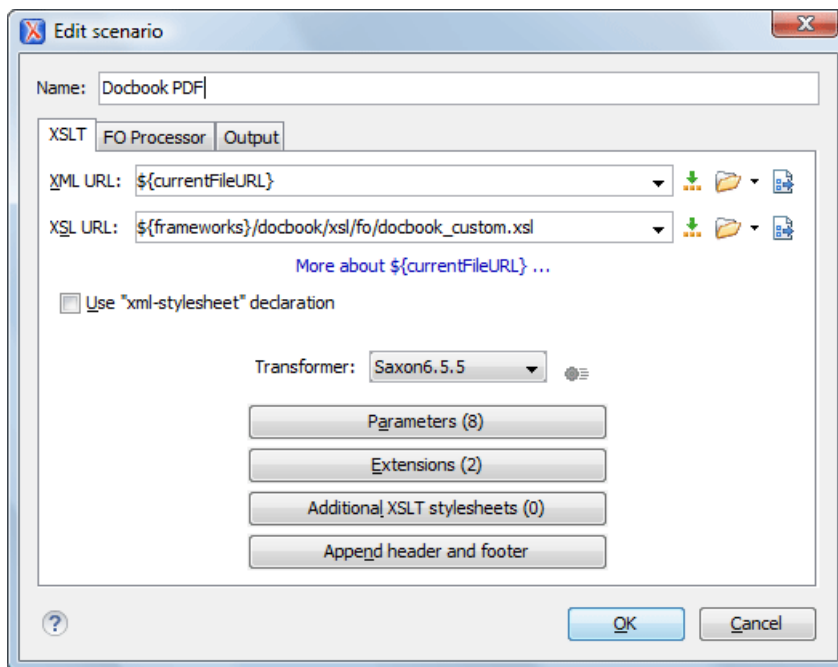 Edit scenario
Name: Docbook PDF
XSLT FO Processor Output
XML URL: ${currentFileURL}
XSL URL: ${frameworks}/docbook/xsl/fo/docbook_custom.xsl
More about ${currentFileURL} ...
Use "xml-stylesheet" declaration
Transformer: Saxon6.5.5
Parameters (8)
Extensions (2)
Additional XSLT stylesheets (0)
Append header and footer
? OK Cancel